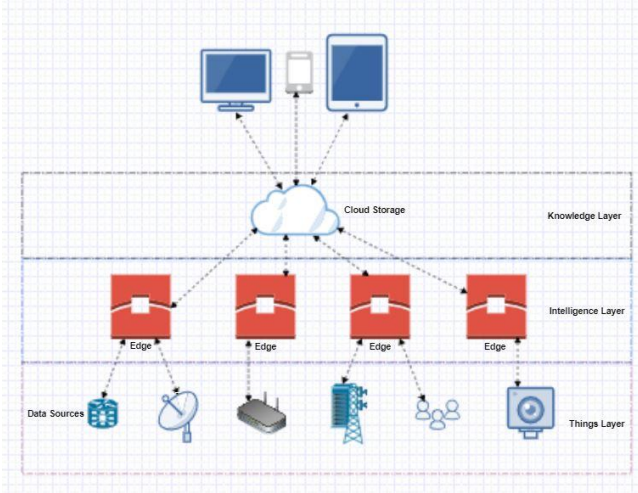 Cloud Storage
Knowledge Layer
Intelligence Layer
Edge
Edge
Edge
Edge
Data Sources
Things Layer